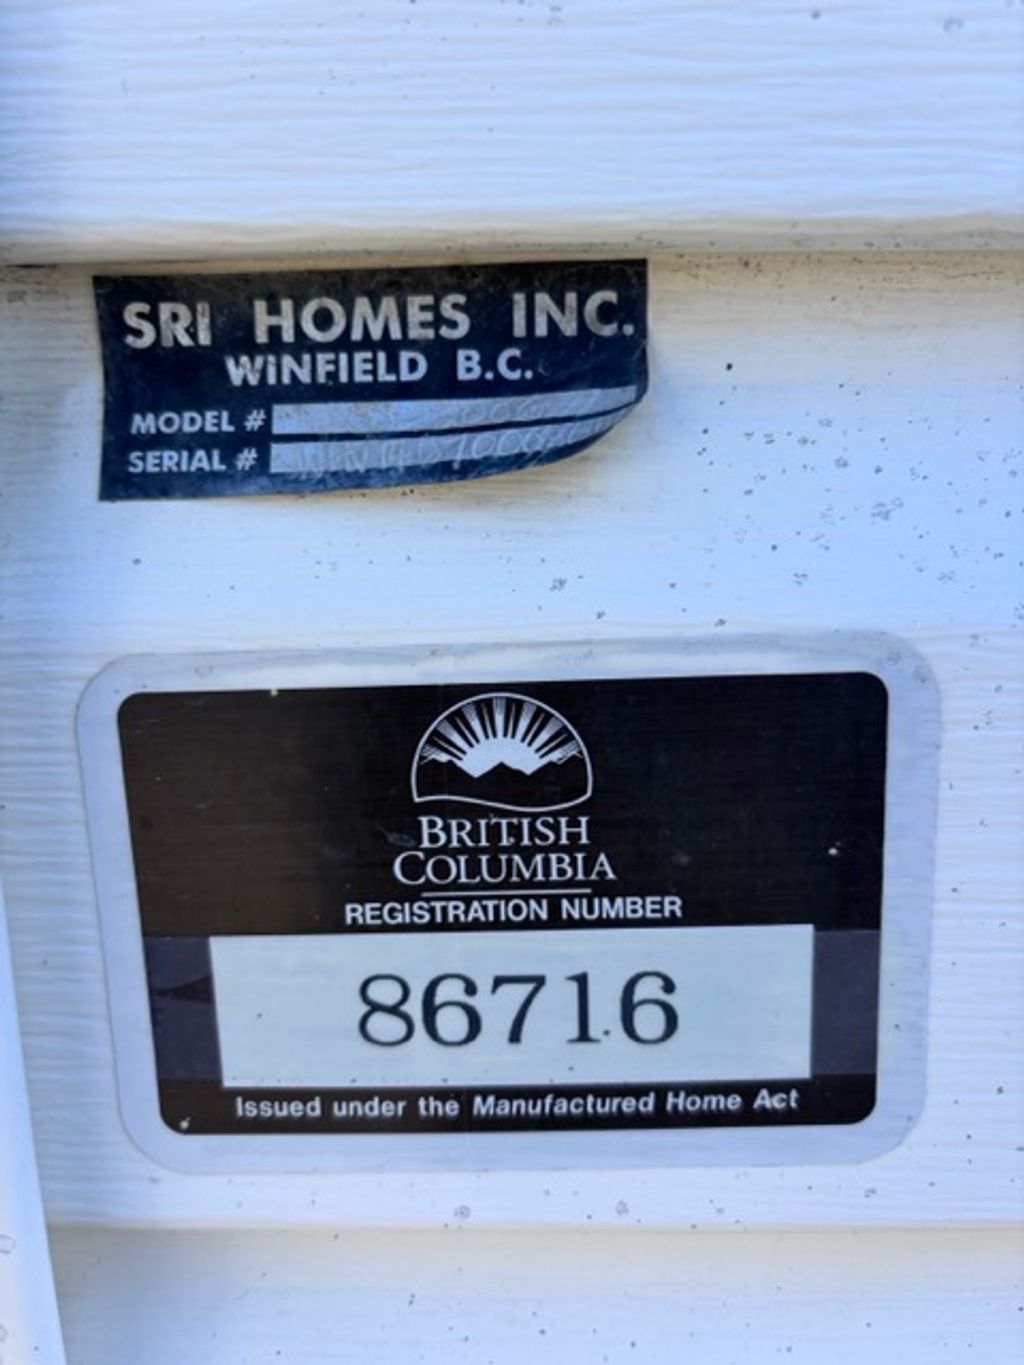 SRI HOMES INC.
WINFIELD B.C.
MODEL #
SERIAL #
BRITISH
COLUMBIA
REGISTRATION NUMBER
86716
Issued under the Manufactured Home Act